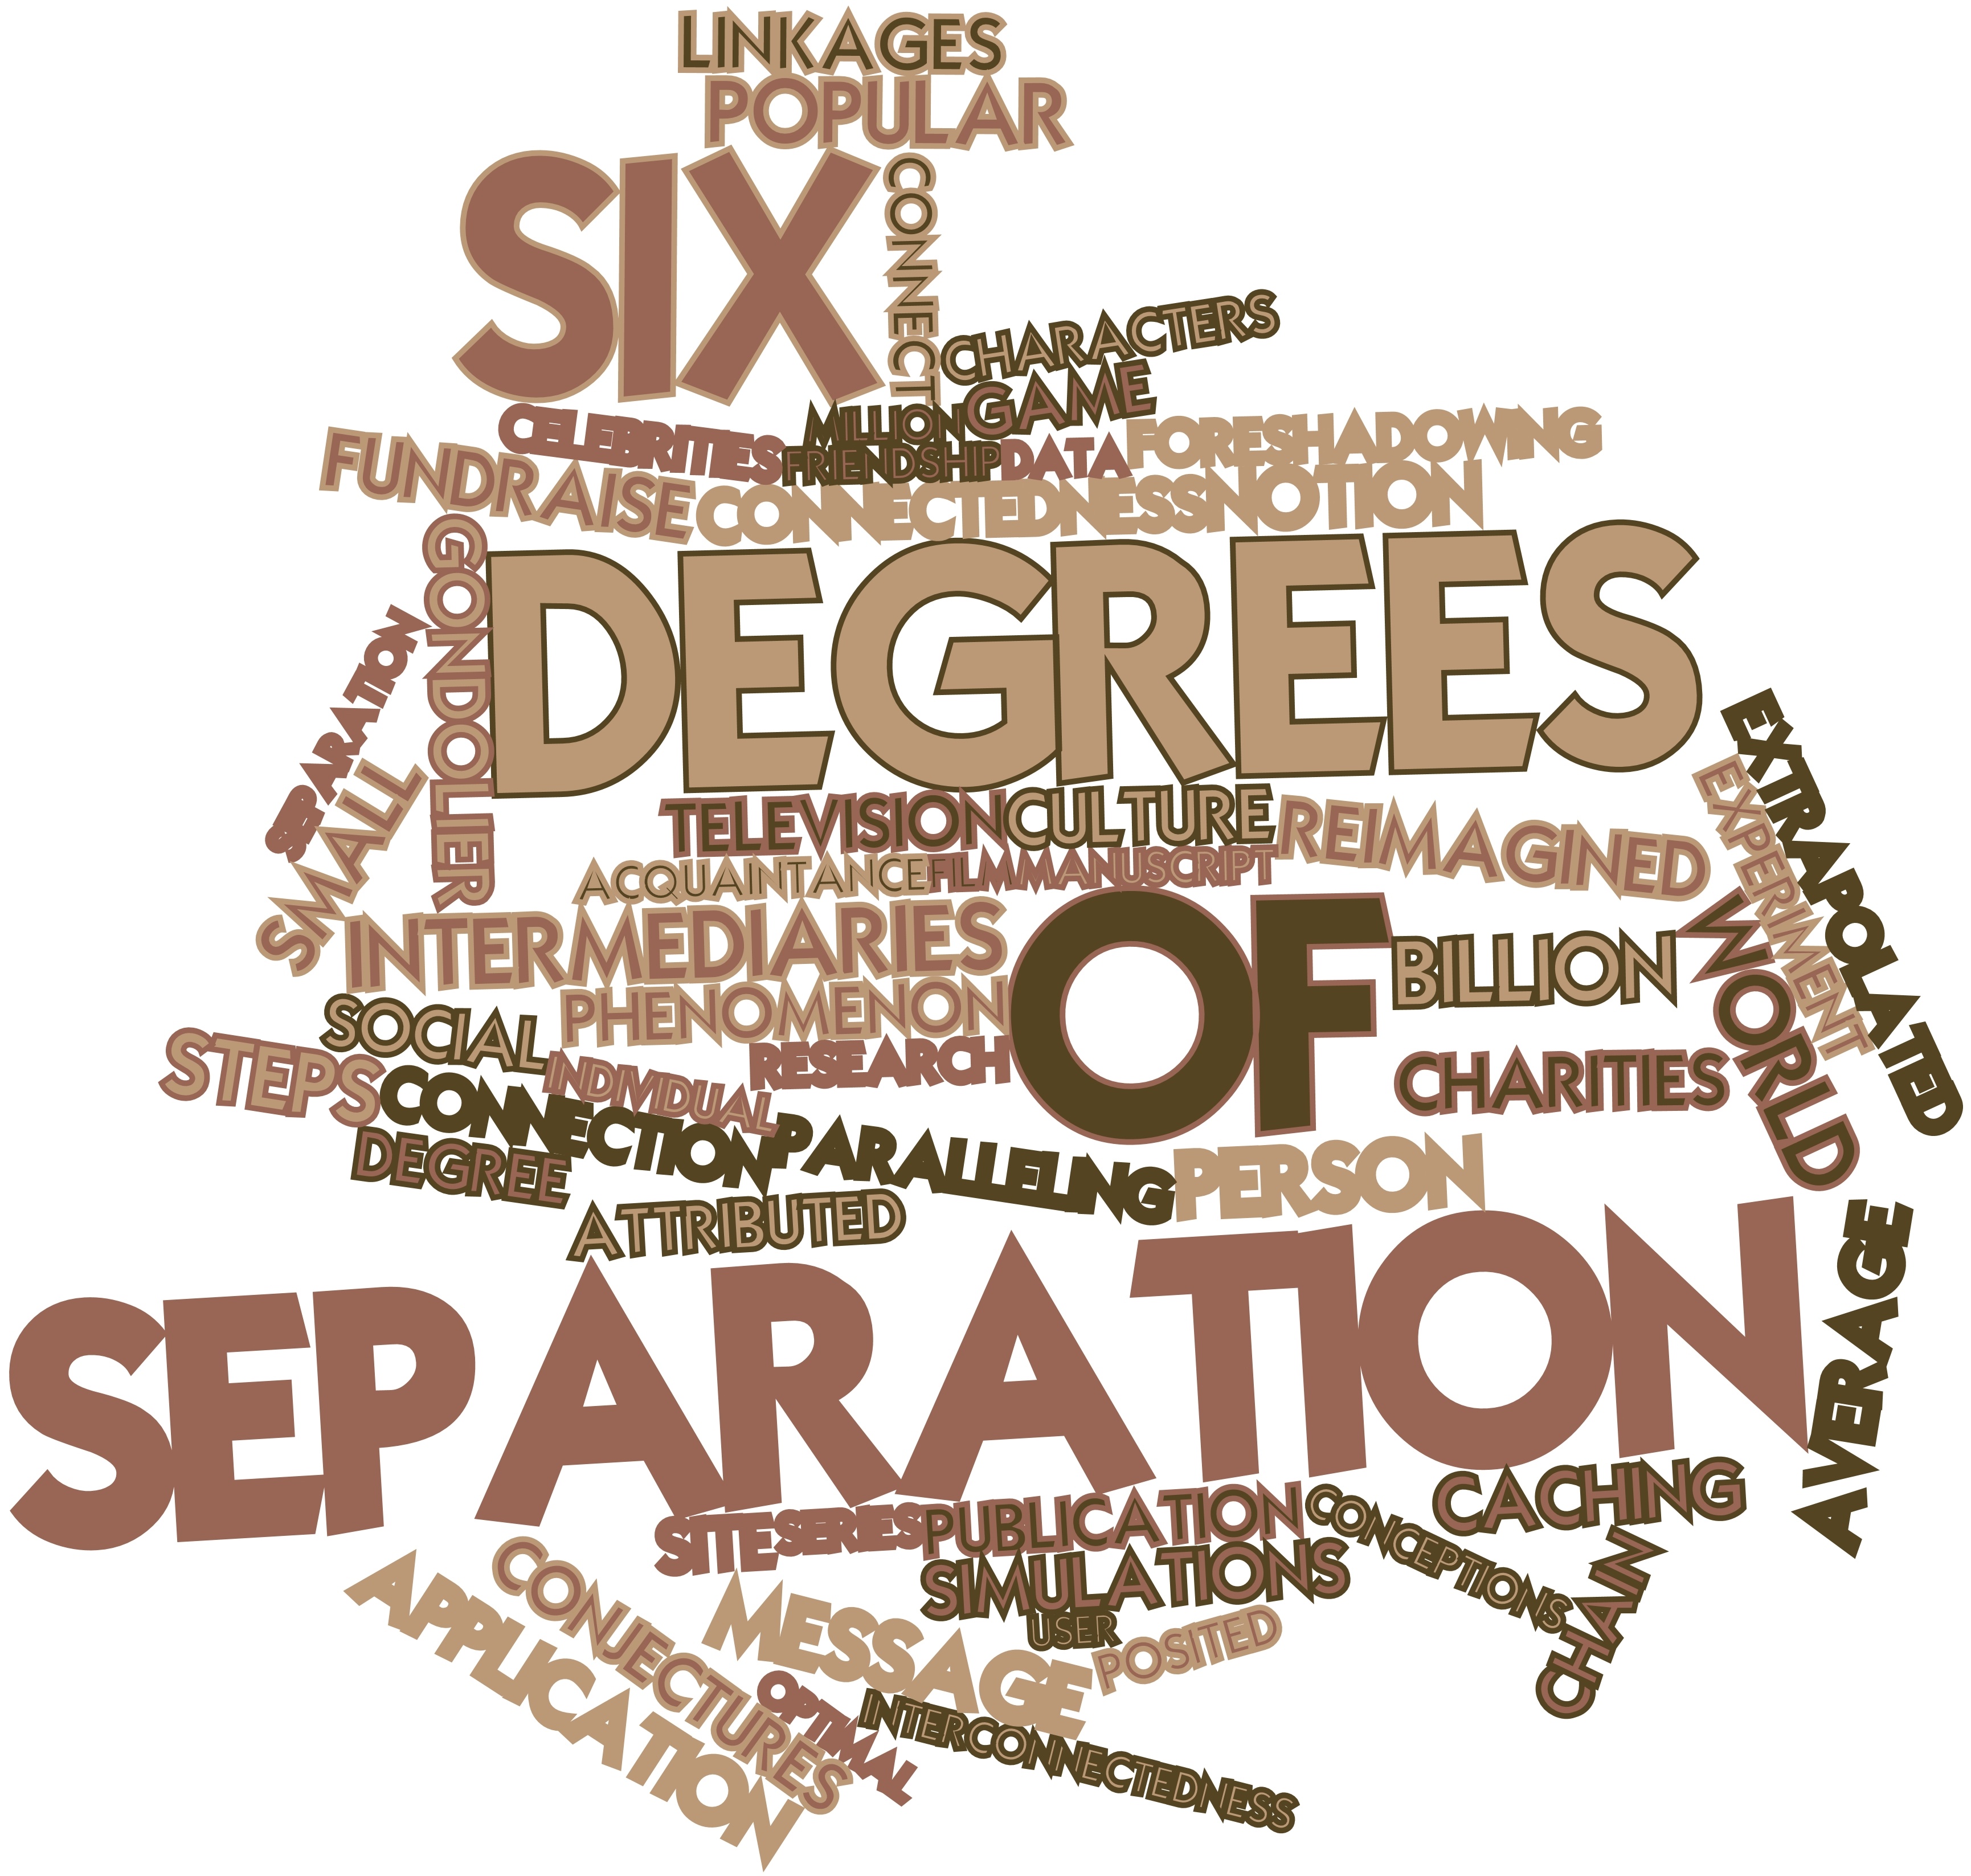 LINKAGES
POPULAR
SIX
CONNECT
CHARACTERS
GAME
MILLION
CELEBRITIES
FRIENDSHIP
DATA
FORESHADOWING
FUNDRAISE
CONNECTEDNESS
NOTION
GONDOLIER
DEGREES
SEPARATION
SMALL
TELEVISION
CULTURE
REIMAGINED
EXTRAPOLATED
EXPERIMENT
WORLD
ACQUAINTANCE
FILM
MANUSCRIPT
INTERMEDIARIES
OF
BILLION
PHENOMENON
SOCIAL
STEPS
INDIVIDUAL
RESEARCH
CHARITIES
CONNECTION
PARALLELING
PERSON
DEGREE
ATTRIBUTED
SEPARATION
AVERAGE
CACHING
SITE
SERIES
PUBLICATION
CONCEPTIONS
CHAIN
SIMULATIONS
USER
POSITED
MESSAGE
CONJECTURES
APPLICATION
OPTIMAL
INTERCONNECTEDNESS